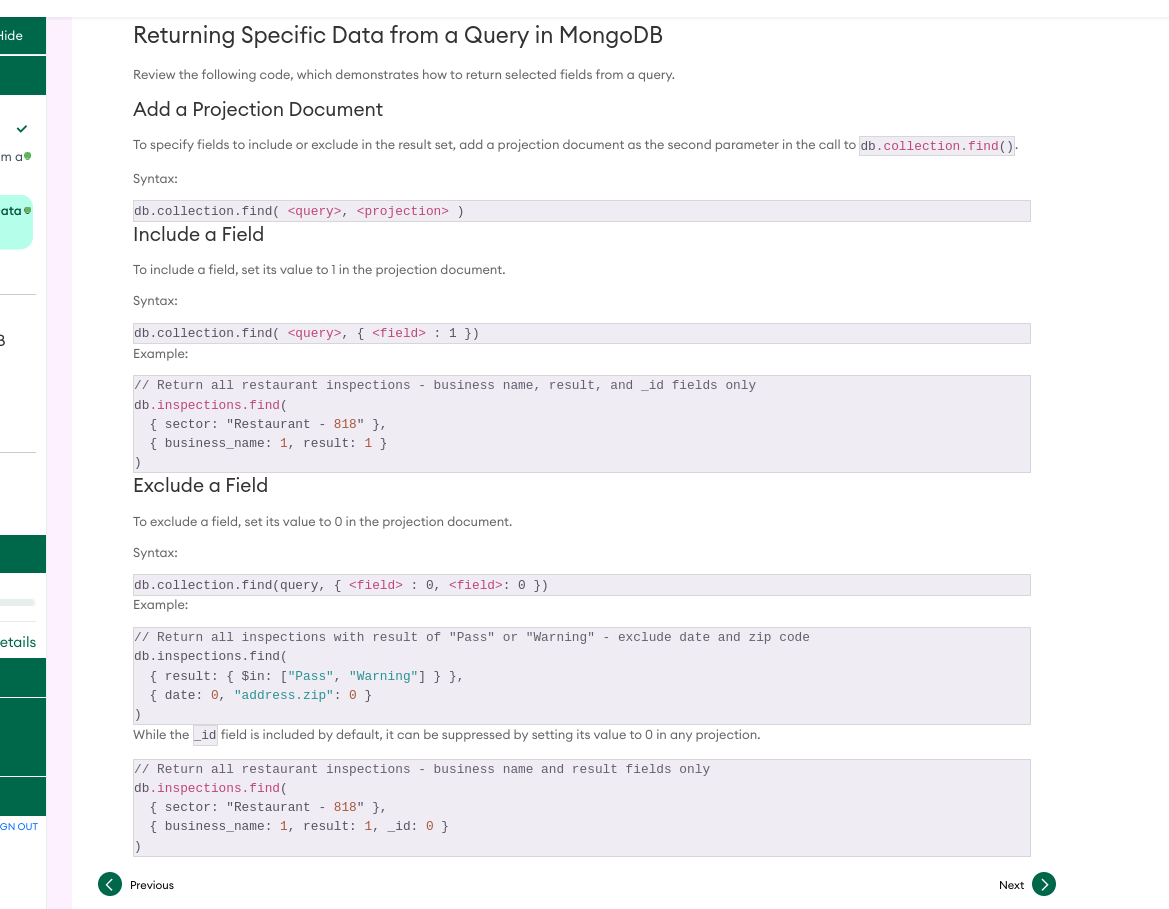 Hide
m a
ata
B
etails
GN OUT
Returning Specific Data from a Query in MongoDB
Review the following code, which demonstrates how to return selected fields from a query.
Add a Projection Document
To specify fields to include or exclude in the result set, add a projection document as the second parameter in the call to db.collection.find().
Syntax:
db.collection.find( <query>, <projection> )
Include a Field
To include a field, set its value to 1 in the projection document.
Syntax:
db.collection.find( <query>, { <field> : 1 })
Example:
// Return all restaurant inspections - business name, result, and _id fields only
db.inspections.find(
  { sector: "Restaurant - 818" },
  { business_name: 1, result: 1 }
)
Exclude a Field
To exclude a field, set its value to 0 in the projection document.
Syntax:
db.collection.find(query, { <field> : 0, <field>: 0 })
Example:
// Return all inspections with result of "Pass" or "Warning" - exclude date and zip code
db.inspections.find(
  { result: { $in: ["Pass", "Warning"] } },
  { date: 0, "address.zip": 0 }
)
While the _id field is included by default, it can be suppressed by setting its value to 0 in any projection.
// Return all restaurant inspections - business name and result fields only
db.inspections.find(
  { sector: "Restaurant - 818" },
  { business_name: 1, result: 1, _id: 0 }
)
Previous
Next